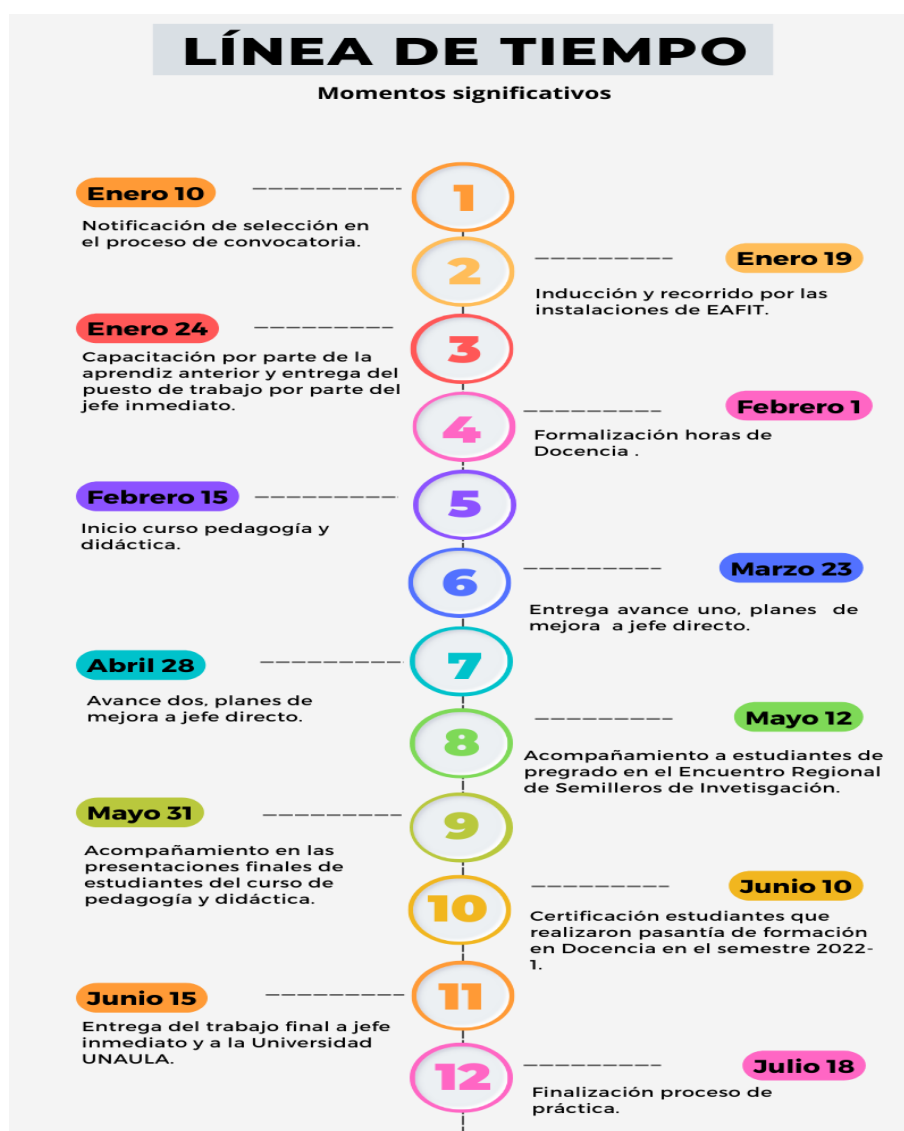 LÍNEA DE TIEMPO
Momentos significativos
1
Enero 10
Notificación de selección en
el proceso de convocatoria.
2
Enero 19
Inducción y recorrido por las
instalaciones de EAFIT.
3
Enero 24
Capacitación por parte de la
aprendiz anterior y entrega del
puesto de trabajo por parte del
jefe inmediato.
4
Febrero 1
Formalización horas de
Docencia .
5
Febrero 15
Inicio curso pedagogía y
didáctica.
6
Marzo 23
Entrega avance uno, planes de
mejora a jefe directo.
7
Abril 28
Avance dos, planes de
mejora a jefe directo.
8
Mayo 12
Acompañamiento a estudiantes de
pregrado en el Encuentro Regional
de Semilleros de Invetisgación.
9
Mayo 31
Acompañamiento en las
presentaciones finales de
estudiantes del curso de
pedagogía y didáctica.
10
Junio 10
Certificación estudiantes que
realizaron pasantía de formación
en Docencia en el semestre 2022-
1.
11
Junio 15
Entrega del trabajo final a jefe
inmediato y a la Universidad
UNAULA.
12
Julio 18
Finalización proceso de
práctica.